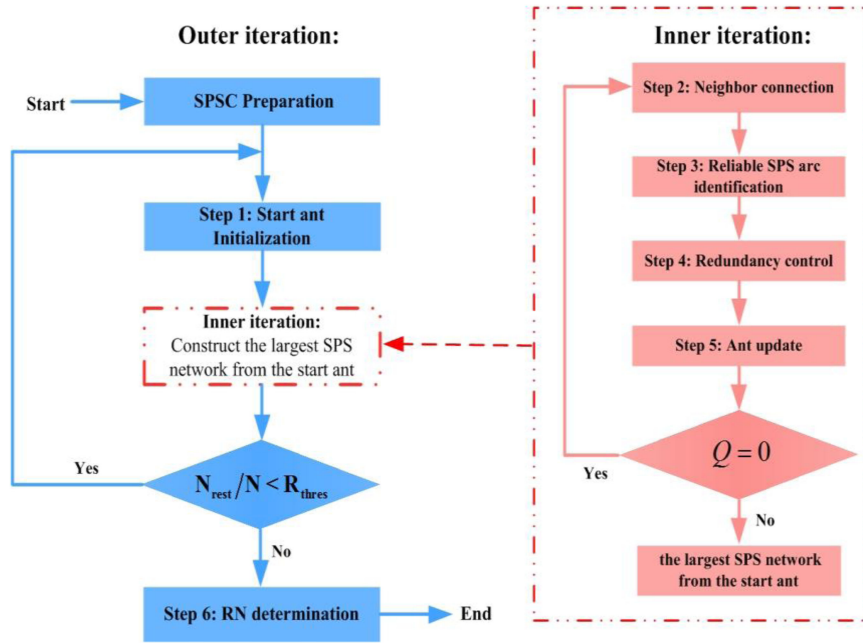 Outer iteration:
Start
SPSC Preparation
Step 1: Start ant
Initialization
Inner iteration:
Construct the largest SPS
network from the start ant
Yes
N_rest/N < R_thres
No
Step 6: RN determination
End
Inner iteration:
Step 2: Neighbor connection
Step 3: Reliable SPS arc
identification
Step 4: Redundancy control
Step 5: Ant update
Q = 0
Yes
No
the largest SPS network
from the start ant